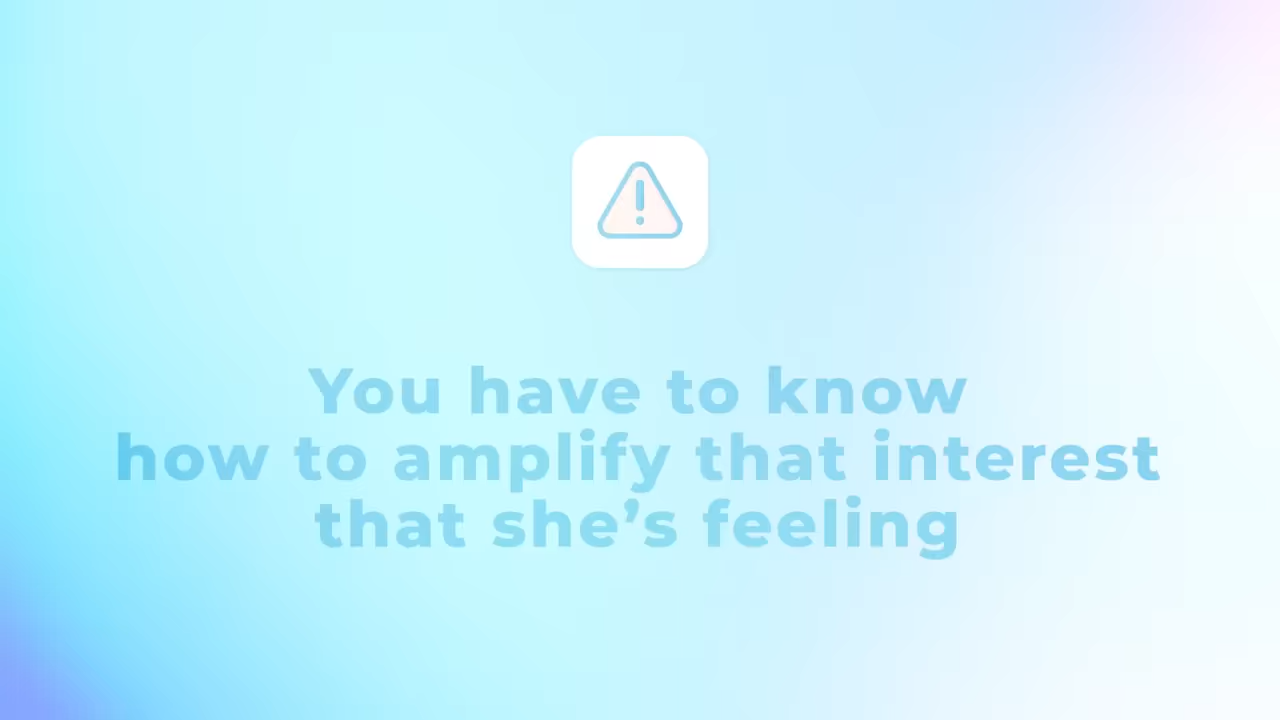 You have to know
how to amplify that interest
that she’s feeling